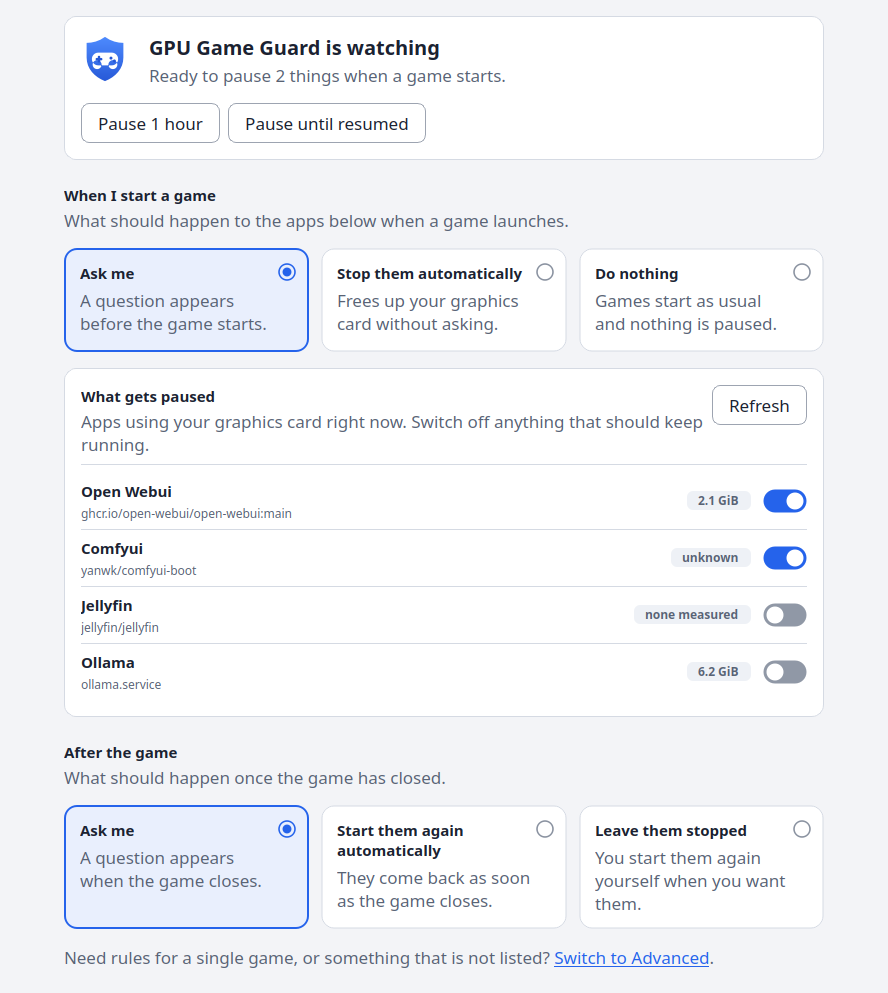 GPU Game Guard is watching
Ready to pause 2 things when a game starts.
Pause 1 hour
Pause until resumed
When I start a game
What should happen to the apps below when a game launches.
Ask me
A question appears
before the game starts.
Stop them automatically
Frees up your graphics
card without asking.
Do nothing
Games start as usual
and nothing is paused.
What gets paused
Apps using your graphics card right now. Switch off anything that should keep
running.
Refresh
Open Webui
ghcr.io/open-webui/open-webui:main
2.1 GiB
Comfyui
yanwk/comfyui-boot
unknown
Jellyfin
jellyfin/jellyfin
none measured
Ollama
ollama.service
6.2 GiB
After the game
What should happen once the game has closed.
Ask me
A question appears
when the game closes.
Start them again
automatically
They come back as soon
as the game closes.
Leave them stopped
You start them again
yourself when you want
them.
Need rules for a single game, or something that is not listed? Switch to Advanced.